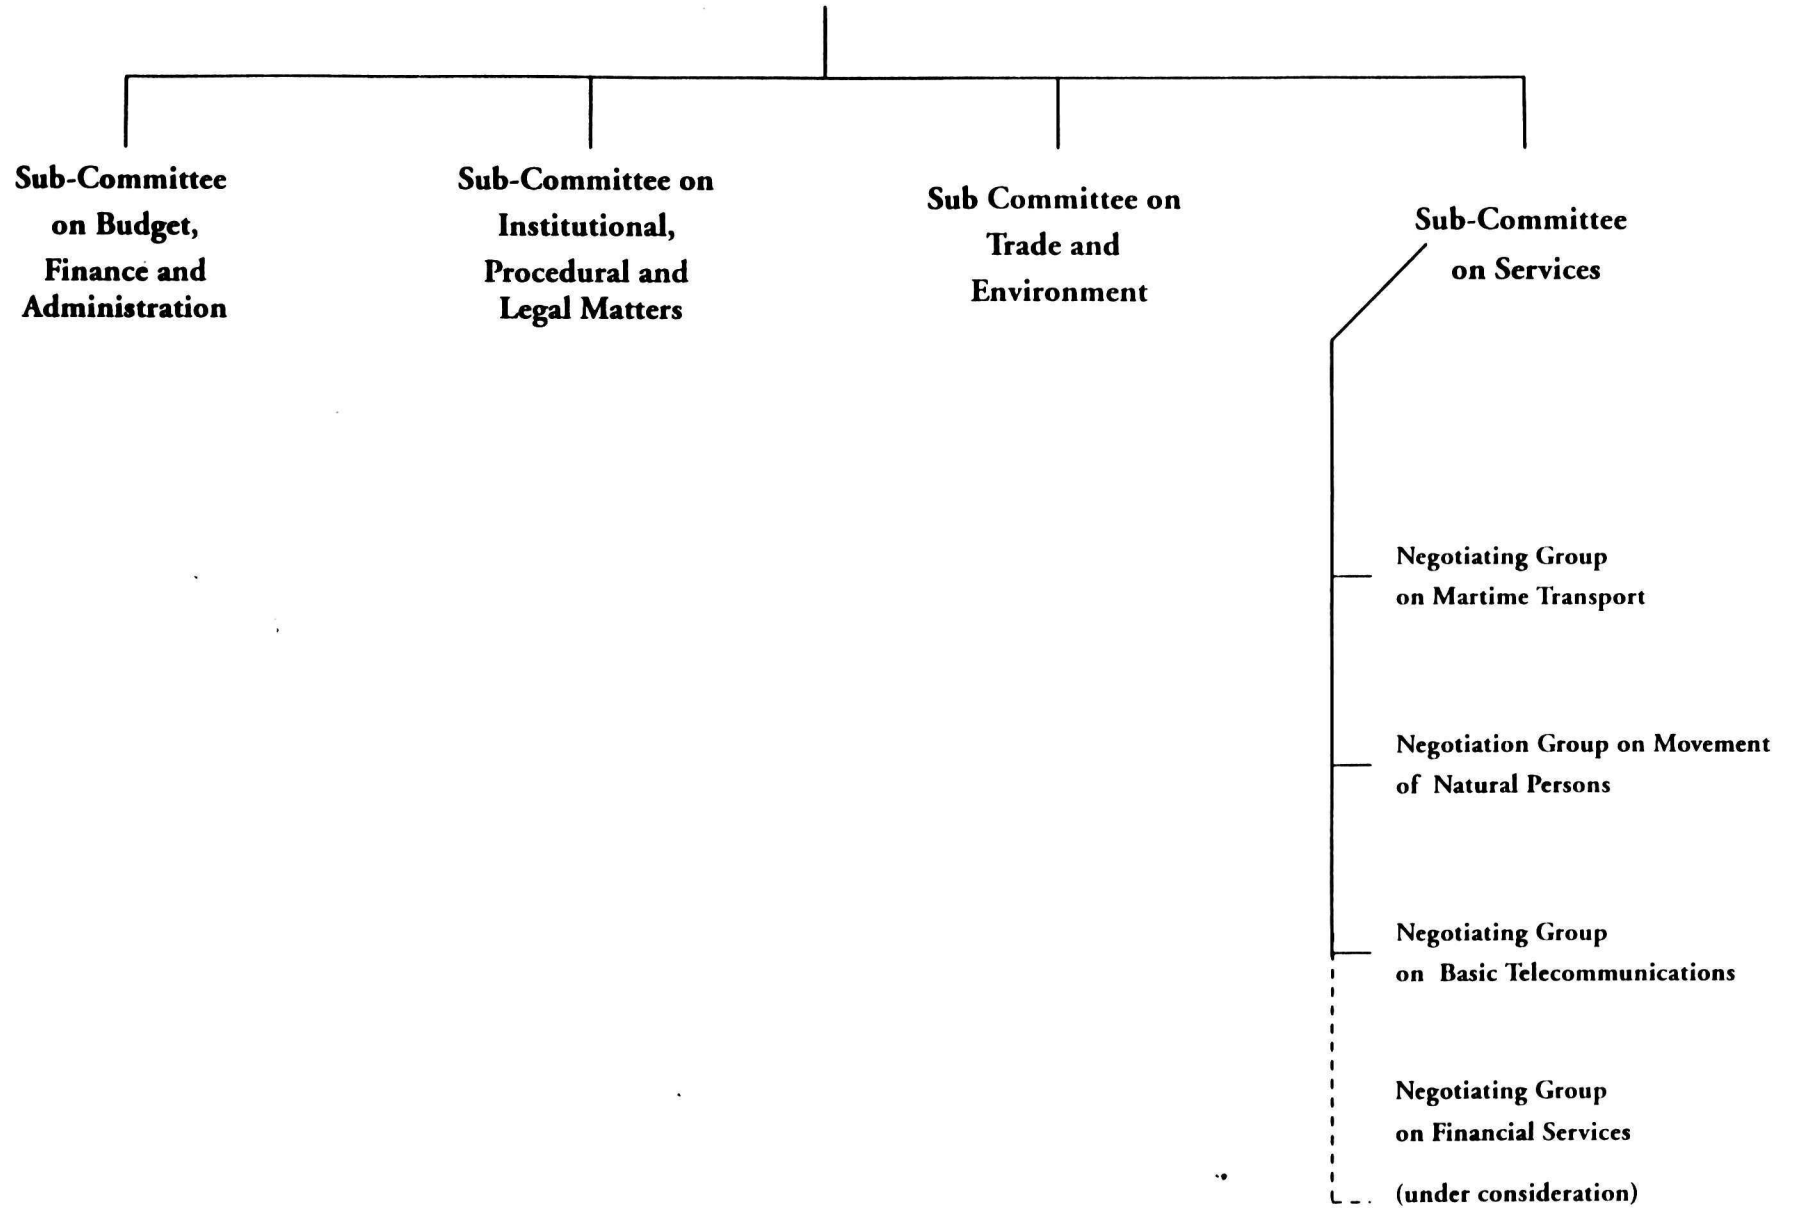 Sub-Committee
on Budget,
Finance and
Administration
Sub-Committee on
Institutional,
Procedural and
Legal Matters
Sub Committee on
Trade and
Environment
Sub-Committee
on Services
Negotiating Group
on Martime Transport
Negotiation Group on Movement
of Natural Persons
Negotiating Group
on Basic Telecommunications
Negotiating Group
on Financial Services
(under consideration)